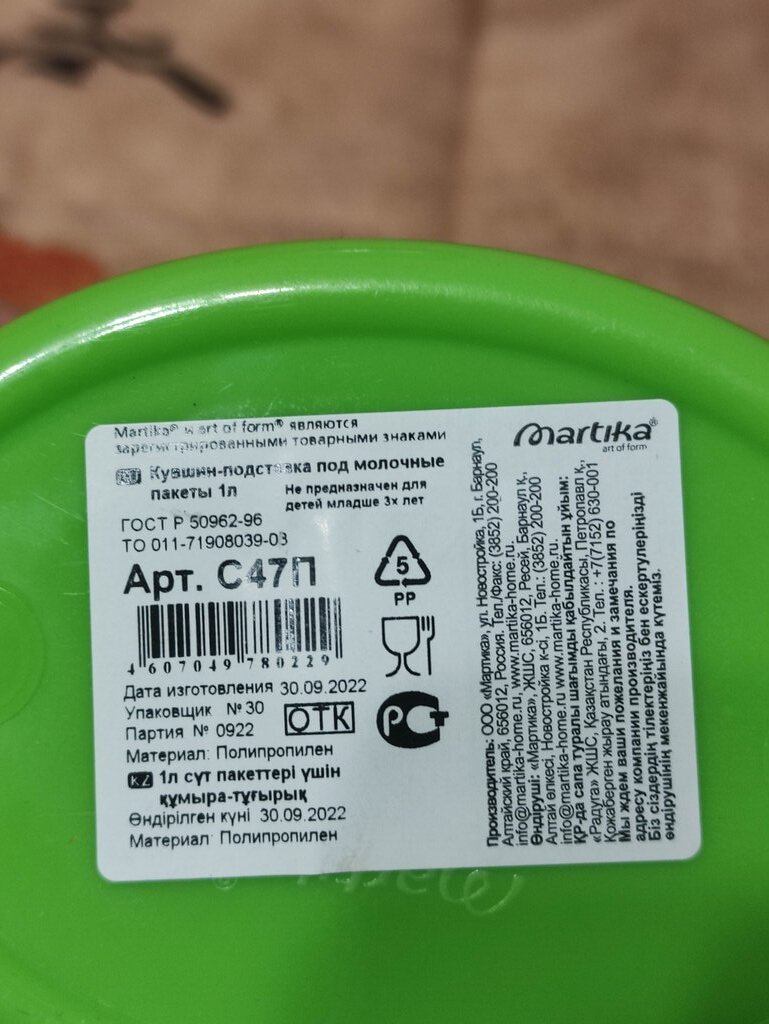 Martika® и art of form® являются
зарегистрированными товарными знаками
Martika®
art of form
Кувшин-подставка под молочные
пакеты 1л
Не предназначен для
детей младше 3х лет
ГОСТ Р 50962-96
ТО 011-71908039-03
Арт. С47П
4 607049 780229
5
PP
Дата изготовления 30.09.2022
Упаковщик №30
Партия № 0922
ОТК
РСТ
Материал: Полипропилен
KZ 1л сүт пакеттері үшін
құмыра-тұғырық
Өндірілген күні 30.09.2022
Материал: Полипропилен
Производитель: ООО «Мартика», ул. Новостройка, 1Б, г. Барнаул,
Алтайский край, 656012, Россия. Тел./Факс: (3852) 200-200
info@martika-home.ru, www.martika-home.ru.
Өндіруші: «Мартика», ЖШС, 656012, Ресей, Барнаул қ.,
Алтай өлкесі, Новостройка к-сі, 1Б. Тел.: (3852) 200-200
info@martika-home.ru www.martika-home.ru
ҚР-да сапа туралы шағымды қабылдайтын ұйым:
«Радуга» ЖШС, Қазақстан Республикасы, Петропавл қ.,
Қожаберген жырау атындағы, 2. Тел. : +7(7152) 630-001
Мы ждем ваши пожелания и замечания по
адресу компании производителя.
Біз сіздердің тілектеріңіз бен ескертулеріңізді
өндірушінің мекенжайында күтеміз.